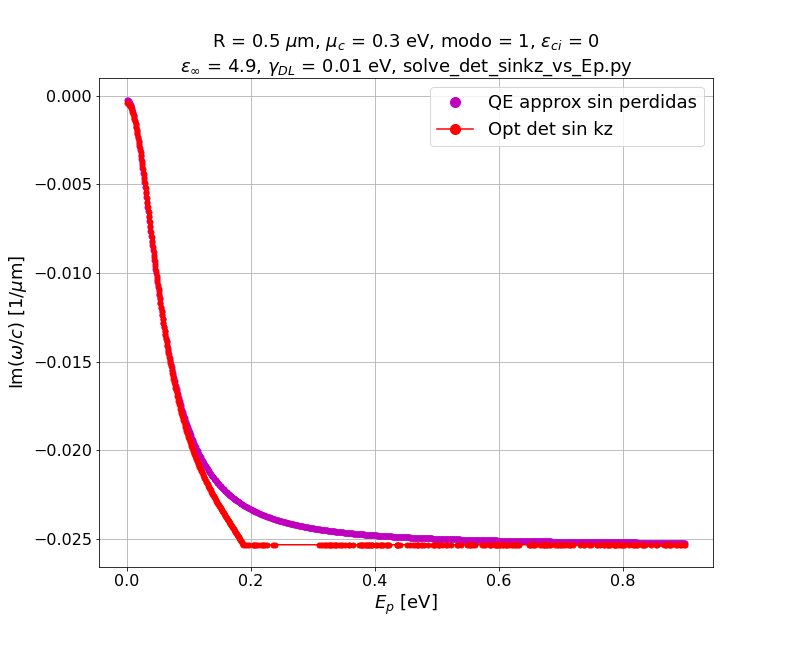 R = 0.5 μm, μ_c = 0.3 eV, modo = 1, ε_ci = 0
ε_∞ = 4.9, γ_DL = 0.01 eV, solve_det_sinkz_vs_Ep.py
QE approx sin perdidas
Opt det sin kz
0.000
−0.005
−0.010
−0.015
−0.020
−0.025
Im(ω/c) [1/μm]
0.0 0.2 0.4 0.6 0.8
E_p [eV]